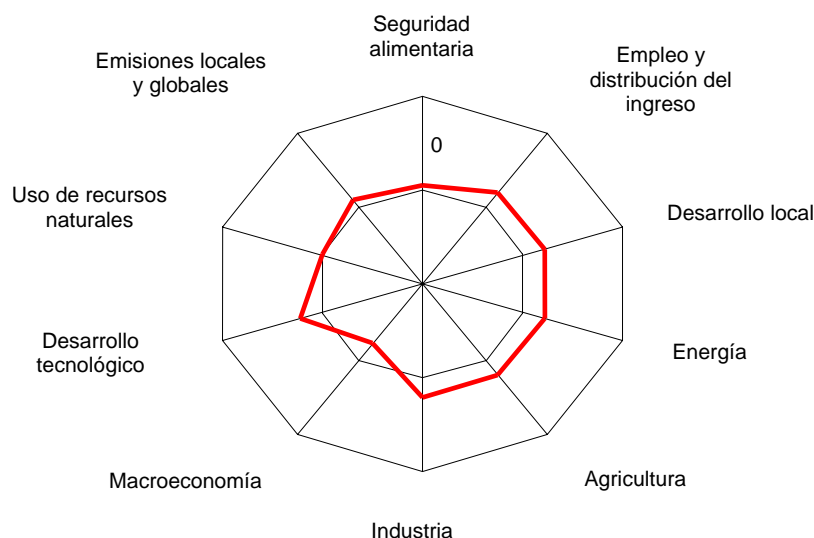 Seguridad
alimentaria
Empleo y
distribución del
ingreso
Desarrollo local
Energía
Agricultura
Industria
Macroeconomía
Desarrollo
tecnológico
Uso de recursos
naturales
Emisiones locales
y globales
0